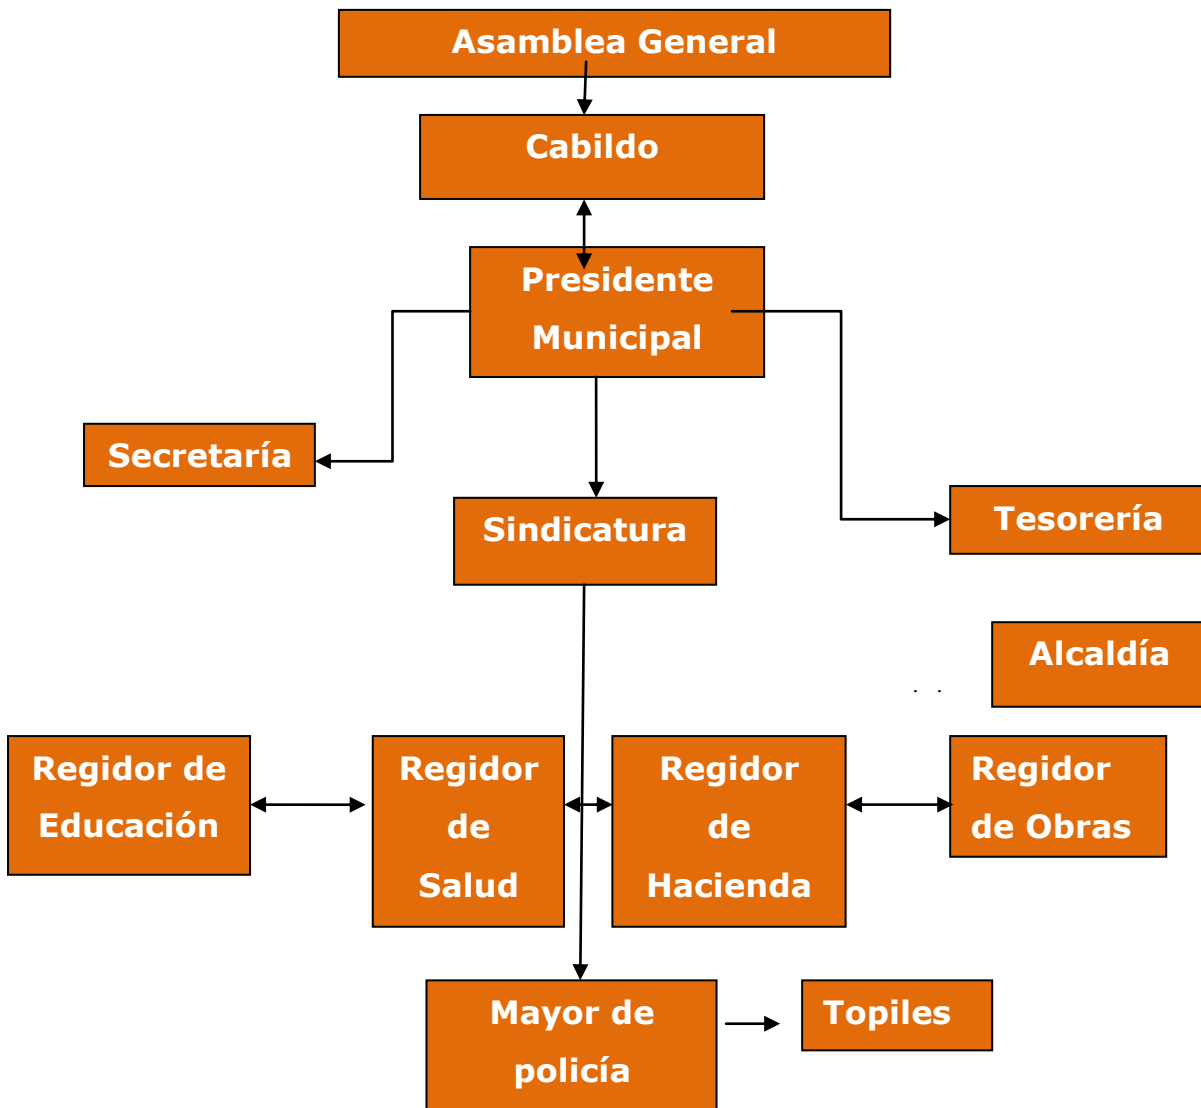 Asamblea General
Cabildo
Presidente
Municipal
Secretaría
Sindicatura
Tesorería
Alcaldía
Regidor de
Educación
Regidor
de
Salud
Regidor
de
Hacienda
Regidor
de Obras
Mayor de
policía
Topiles